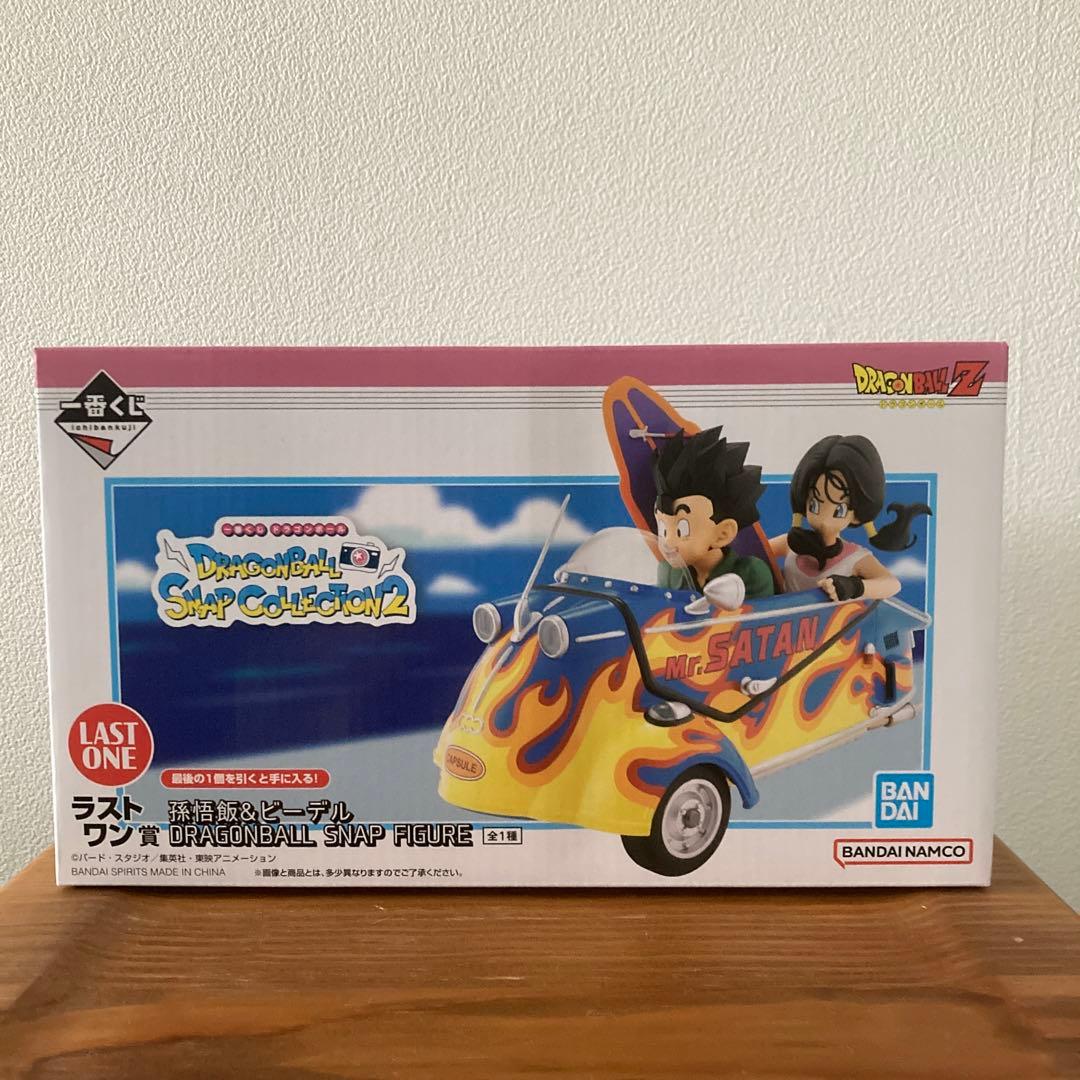 一番くじ
ichibankuji
DRAGONBALL Z
一番くじ ドラゴンボール
DRAGONBALL
SNAP COLLECTION2
Mr.SATAN
CAPSULE
LAST
ONE
最後の1個を引くと手に入る!
ラスト
ワン賞
孫悟飯&ビーデル
DRAGONBALL SNAP FIGURE 全1種
©バード・スタジオ/集英社・東映アニメーション
BANDAI SPIRITS MADE IN CHINA ※画像と商品とは、多少異なりますのでご了承ください。
BAN
DAI
BANDAI NAMCO